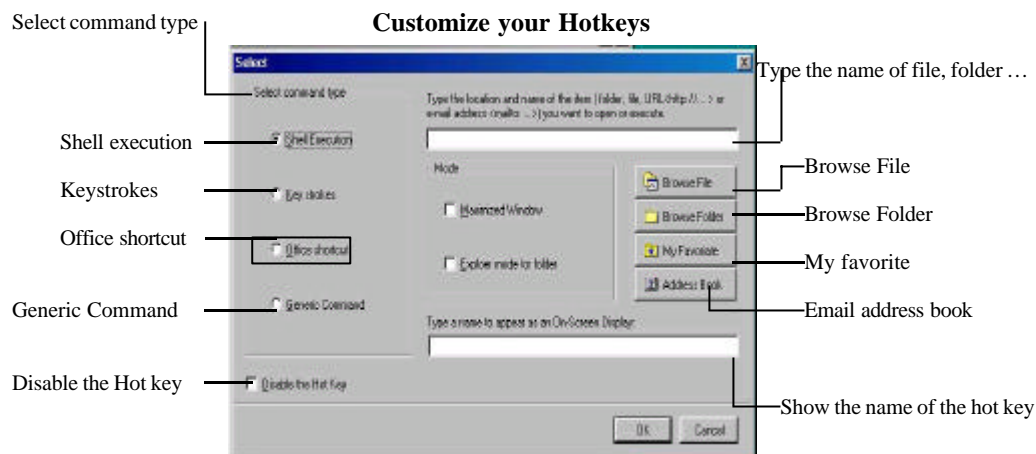 Customize your Hotkeys
Select command type
Shell execution
Keystrokes
Office shortcut
Generic Command
Disable the Hot key
Select
Select command type
Shell Execution
Key strokes
Office shortcut
Generic Command
Disable the Hot Key
Type the location and name of the item (folder, file, URL<http://...> or
e-mail address <mailto ...>) you want to open or execute.
Mode
Maximized Window
Explorer mode for folder
Browse File
Browse Folder
My Favorate
Address Book
Type a name to appear as an On-Screen Display:
OK
Cancel
Type the name of file, folder …
Browse File
Browse Folder
My favorite
Email address book
Show the name of the hot key